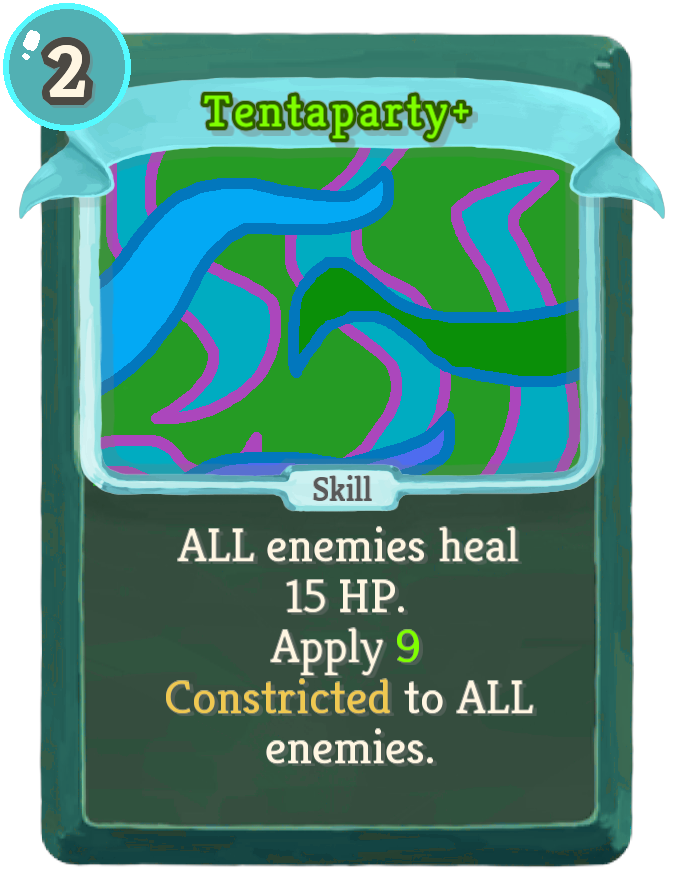 2
Tentaparty+
Skill
ALL enemies heal
15 HP.
Apply 9
Constricted to ALL
enemies.